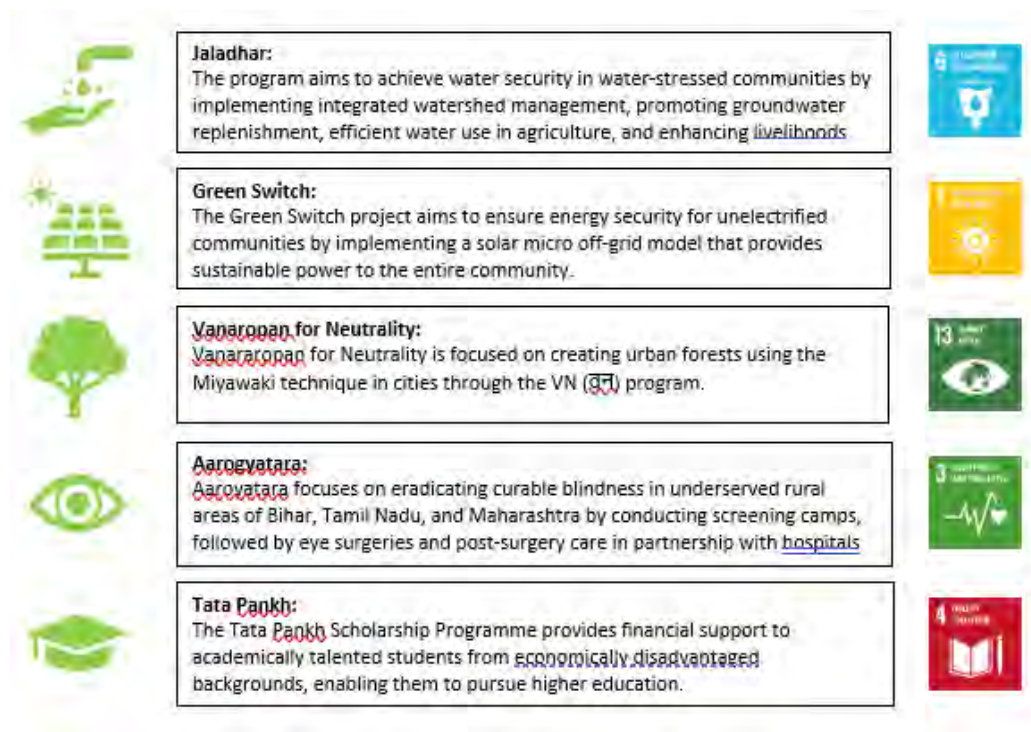 Jaladhar:
The program aims to achieve water security in water-stressed communities by
implementing integrated watershed management, promoting groundwater
replenishment, efficient water use in agriculture, and enhancing livelihoods
6
Green Switch:
The Green Switch project aims to ensure energy security for unelectrified
communities by implementing a solar micro off-grid model that provides
sustainable power to the entire community.
Vanaropan for Neutrality:
Vanararopan for Neutrality is focused on creating urban forests using the
Miyawaki technique in cities through the VN (वन) program.
13
Aarogyatara:
Aaroyatara focuses on eradicating curable blindness in underserved rural
areas of Bihar, Tamil Nadu, and Maharashtra by conducting screening camps,
followed by eye surgeries and post-surgery care in partnership with hospitals
3
Tata Pankh:
The Tata Pankh Scholarship Programme provides financial support to
academically talented students from economically disadvantaged
backgrounds, enabling them to pursue higher education.
4